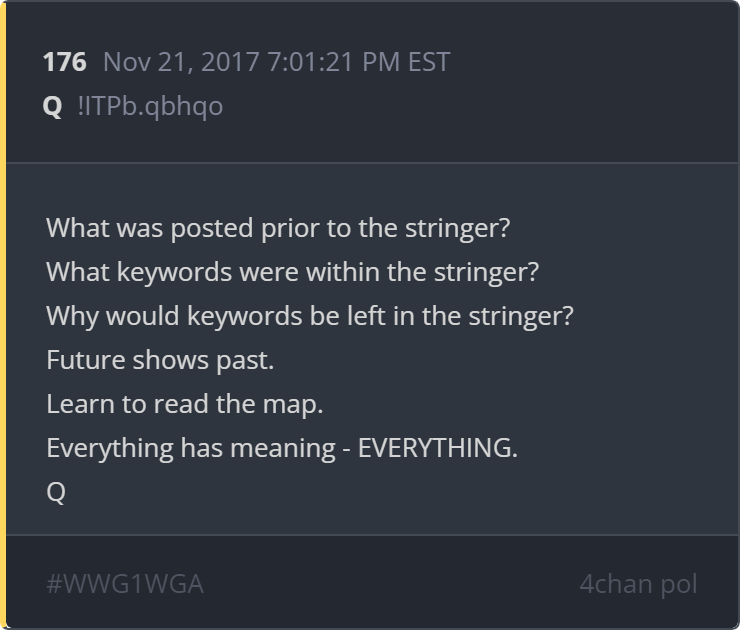 176 Nov 21, 2017 7:01:21 PM EST
Q !ITPb.qbhqo
What was posted prior to the stringer?
What keywords were within the stringer?
Why would keywords be left in the stringer?
Future shows past.
Learn to read the map.
Everything has meaning - EVERYTHING.
Q
#WWG1WGA 4chan pol